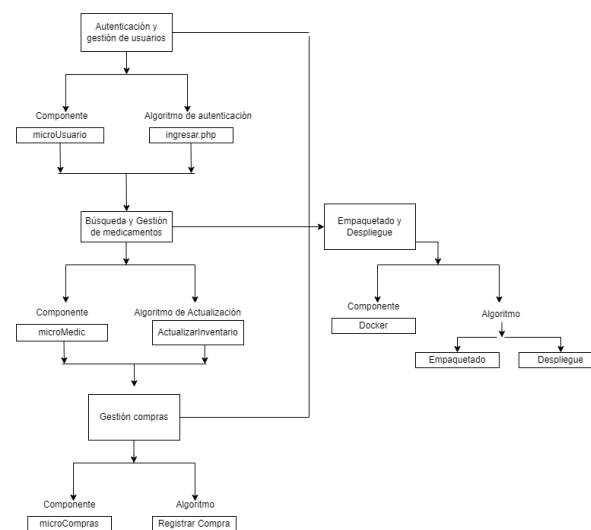 Autenticación y
gestión de usuarios
Componente
Algoritmo de autenticación
microUsuario
ingresar.php
Búsqueda y Gestión
de medicamentos
Empaquetado y
Despliegue
Componente
Algoritmo de Actualización
microMedic
ActualizarInventario
Componente
Algoritmo
Docker
Empaquetado
Despliegue
Gestión compras
Componente
Algoritmo
microCompras
Registrar Compra